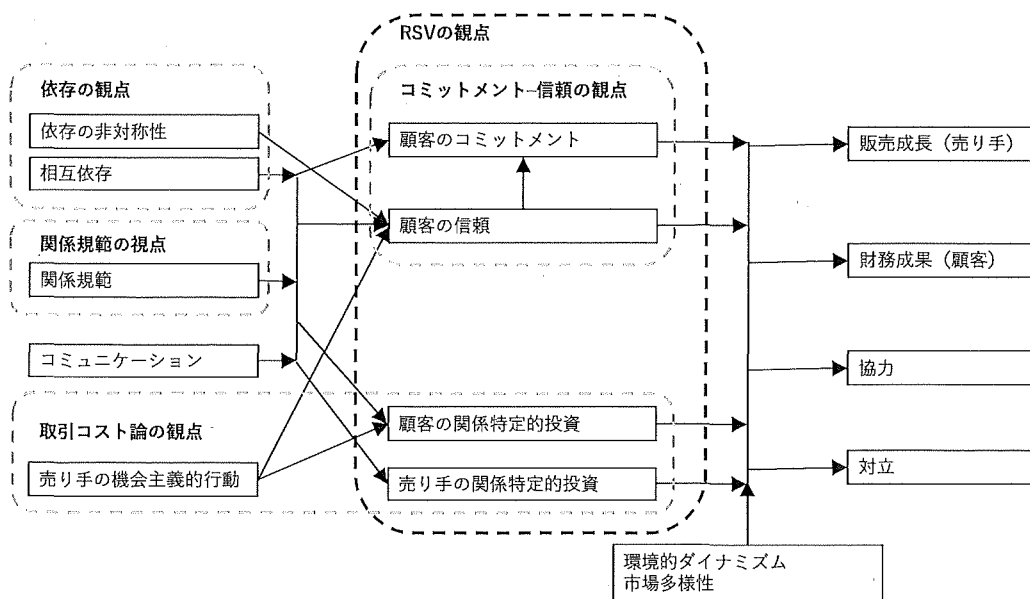 RSVの観点
依存の観点
依存の非対称性
相互依存
関係規範の視点
関係規範
コミュニケーション
取引コスト論の観点
売り手の機会主義的行動
コミットメント–信頼の観点
顧客のコミットメント
顧客の信頼
顧客の関係特定的投資
売り手の関係特定的投資
販売成長（売り手）
財務成果（顧客）
協力
対立
環境的ダイナミズム
市場多様性